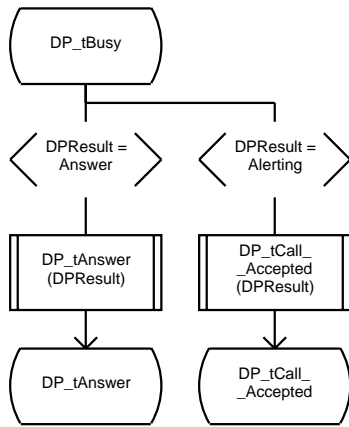 DP_tBusy
DPResult =
Answer
DPResult =
Alerting
DP_tAnswer
(DPResult)
DP_tCall_
_Accepted
(DPResult)
DP_tAnswer
DP_tCall_
_Accepted